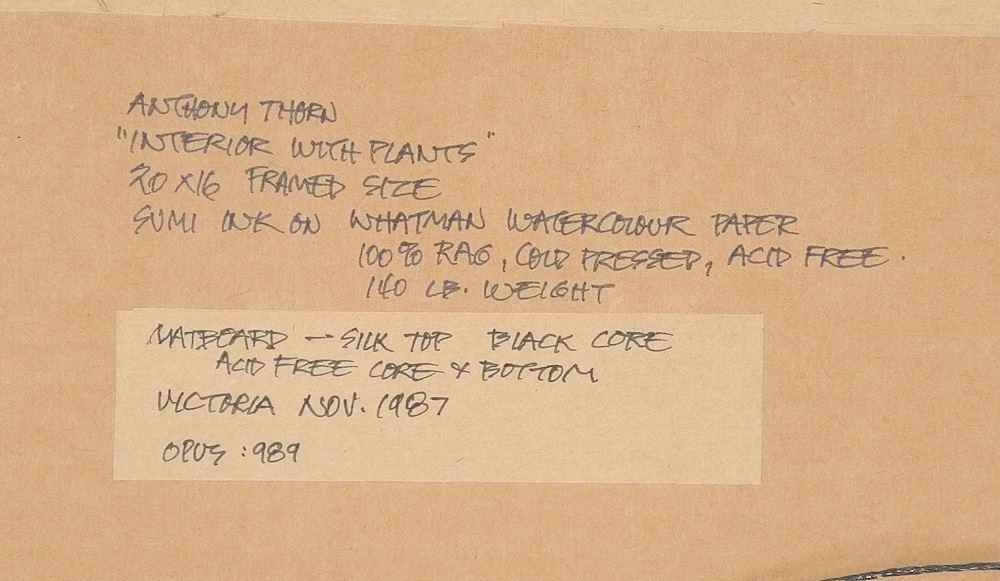 ANTHONY THORN
"INTERIOR WITH PLANTS"
20 X16 FRAMED SIZE
SUMI INK ON WHATMAN WATERCOLOUR PAPER
100% RAG, COLD PRESSED, ACID FREE.
140 LB. WEIGHT
MATBOARD — SILK TOP BLACK CORE
ACID FREE CORE & BOTTOM
VICTORIA NOV. 1987
OPUS : 989